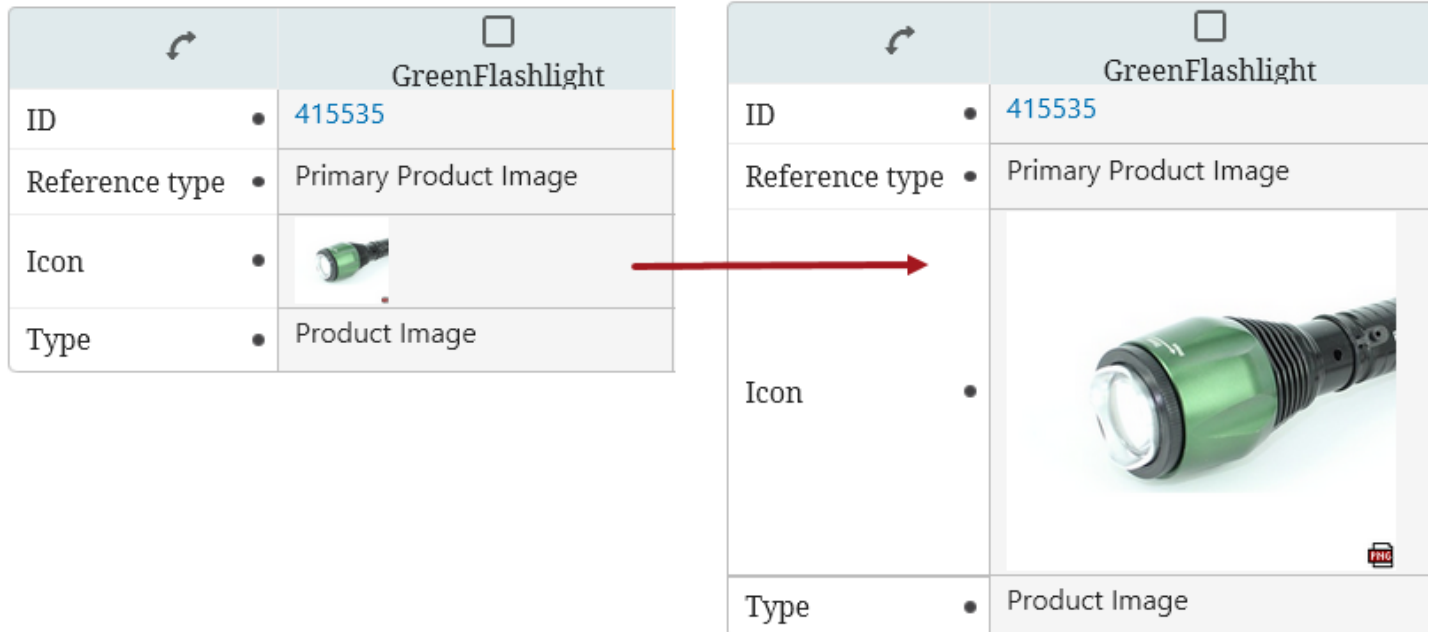 GreenFlashlight
ID 415535
Reference type Primary Product Image
Icon
Type Product Image
GreenFlashlight
ID 415535
Reference type Primary Product Image
Icon
PNG
Type Product Image